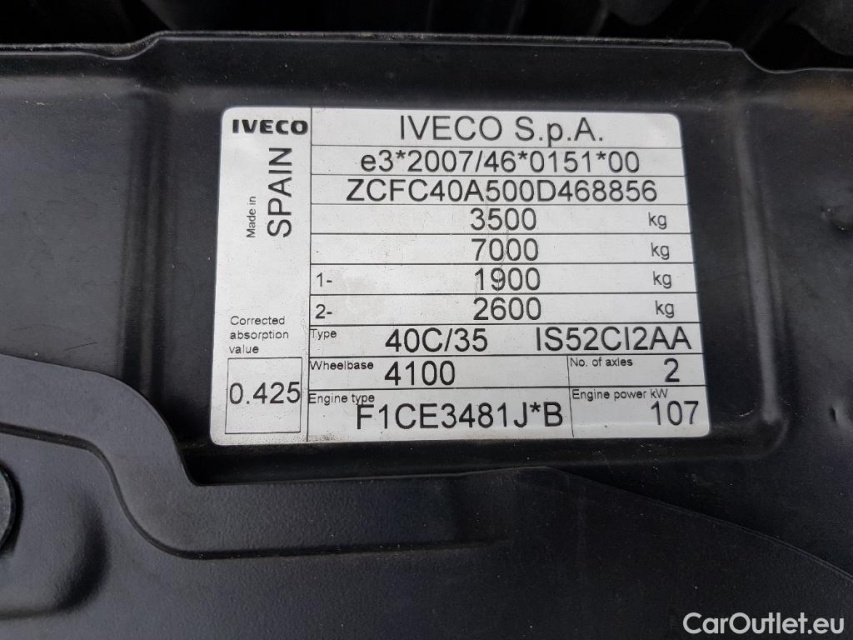 IVECO
Made in
SPAIN
Corrected
absorption
value
0.425
IVECO S.p.A.
e3*2007/46*0151*00
ZCFC40A500D468856
3500 kg
7000 kg
1- 1900 kg
2- 2600 kg
Type 40C/35 IS52CI2AA
Wheelbase 4100 No. of axles 2
Engine type F1CE3481J*B Engine power kW 107
CarOutlet.eu